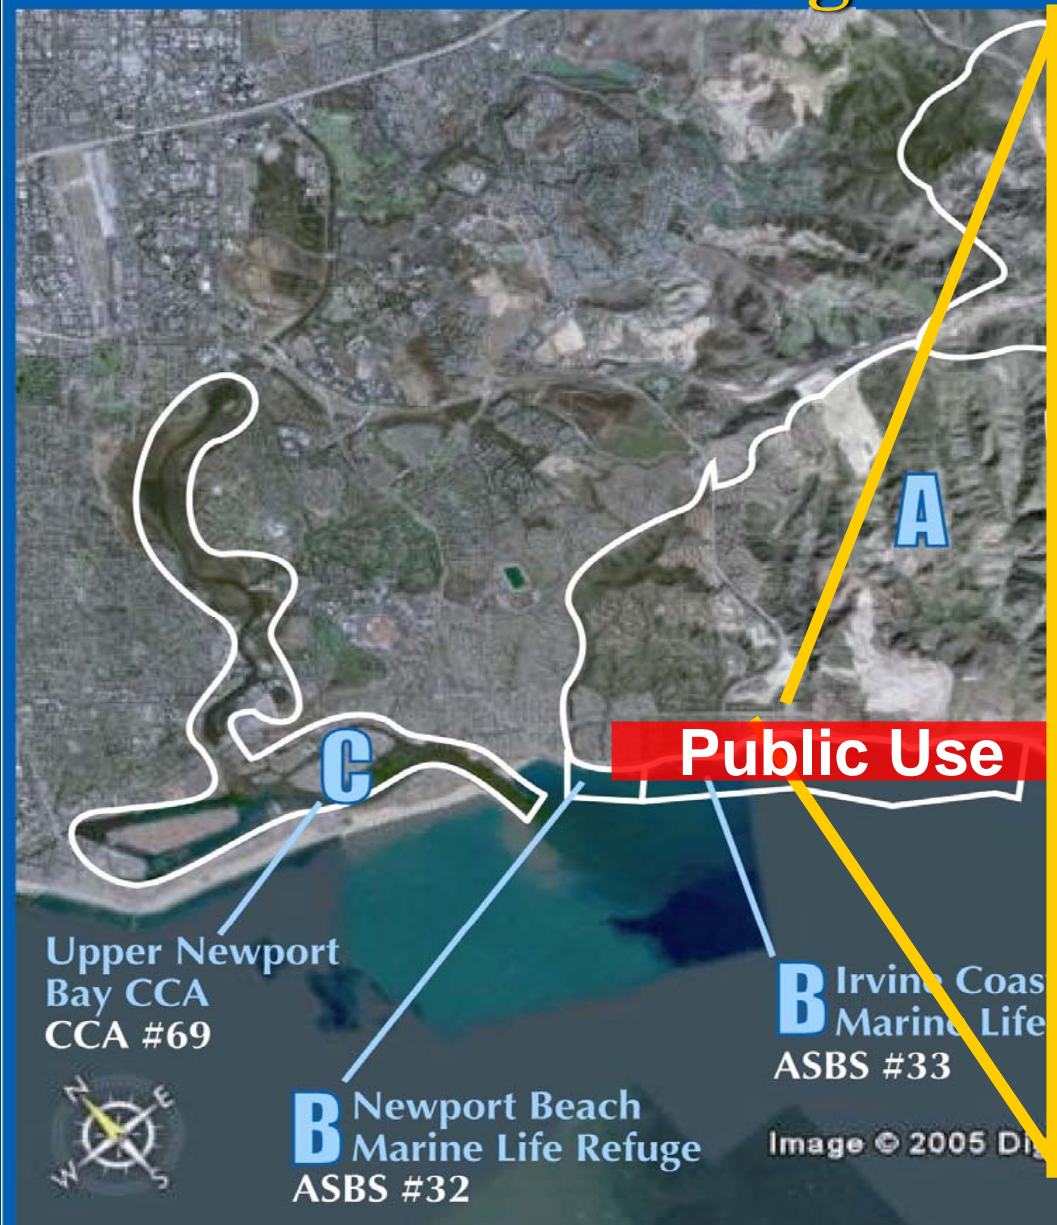 A
Public Use
C
Upper Newport
Bay CCA
CCA #69
B Irvine Coas
Marine Life
ASBS #33
N
E
W
S
B Newport Beach
Marine Life Refuge
ASBS #32
Image © 2005 Di